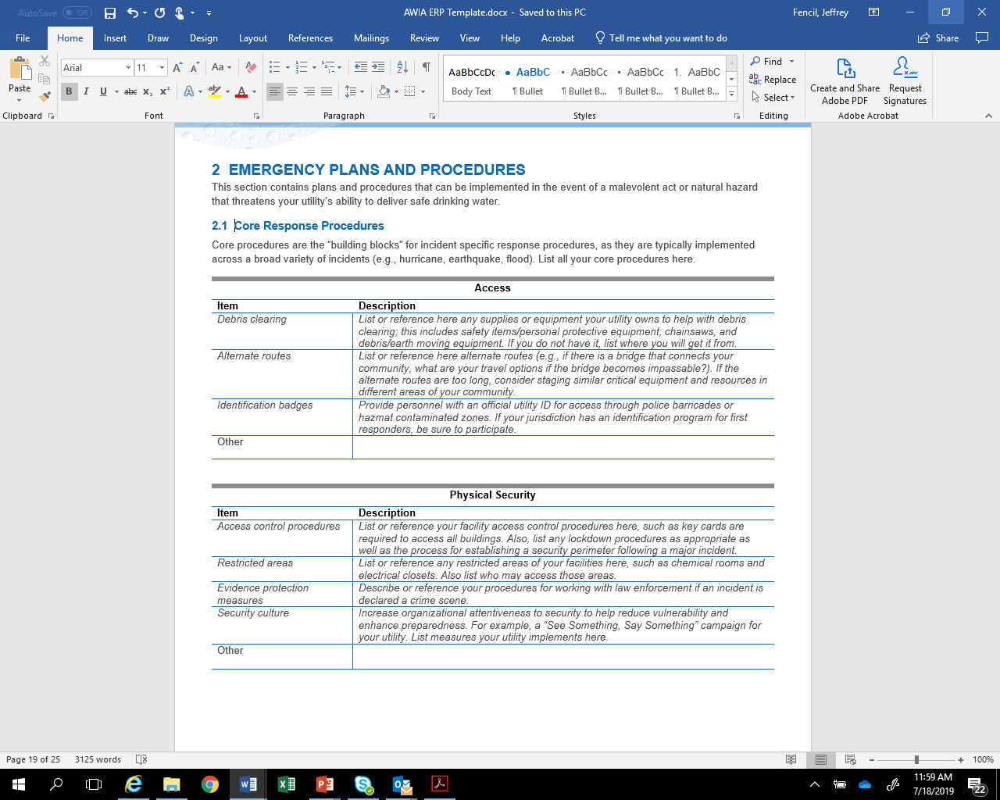 AutoSave Off
AWIA ERP Template.docx - Saved to this PC
Fencil, Jeffrey
File Home Insert Draw Design Layout References Mailings Review View Help Acrobat Tell me what you want to do Share
Paste
Clipboard
Arial 11
Font
Paragraph
AaBbCcDc AaBbC AaBbCc AaBbCc 1. AaBbC
Body Text ¶ Bullet ¶ Bullet B... ¶ Bullet B... ¶ Bullet B...
Styles
Find
Replace
Select
Editing
Create and Share Adobe PDF
Request Signatures
Adobe Acrobat
2 EMERGENCY PLANS AND PROCEDURES
This section contains plans and procedures that can be implemented in the event of a malevolent act or natural hazard
that threatens your utility’s ability to deliver safe drinking water.
2.1 Core Response Procedures
Core procedures are the “building blocks” for incident specific response procedures, as they are typically implemented
across a broad variety of incidents (e.g., hurricane, earthquake, flood). List all your core procedures here.
Access
Item Description
Debris clearing List or reference here any supplies or equipment your utility owns to help with debris
clearing; this includes safety items/personal protective equipment, chainsaws, and
debris/earth moving equipment. If you do not have it, list where you will get it from.
Alternate routes List or reference here alternate routes (e.g., if there is a bridge that connects your
community, what are your travel options if the bridge becomes impassable?). If the
alternate routes are too long, consider staging similar critical equipment and resources in
different areas of your community.
Identification badges Provide personnel with an official utility ID for access through police barricades or
hazmat contaminated zones. If your jurisdiction has an identification program for first
responders, be sure to participate.
Other
Physical Security
Item Description
Access control procedures List or reference your facility access control procedures here, such as key cards are
required to access all buildings. Also, list any lockdown procedures as appropriate as
well as the process for establishing a security perimeter following a major incident.
Restricted areas List or reference any restricted areas of your facilities here, such as chemical rooms and
electrical closets. Also list who may access those areas.
Evidence protection Describe or reference your procedures for working with law enforcement if an incident is
measures declared a crime scene.
Security culture Increase organizational attentiveness to security to help reduce vulnerability and
enhance preparedness. For example, a “See Something, Say Something” campaign for
your utility. List measures your utility implements here.
Other
Page 19 of 25 3125 words 100%
11:59 AM
7/18/2019
22